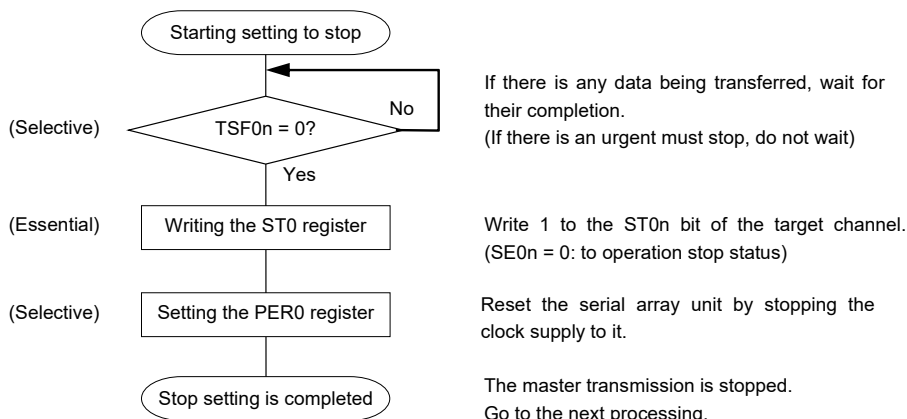 Starting setting to stop
If there is any data being transferred, wait for
their completion.
(If there is an urgent must stop, do not wait)
(Selective)
TSF0n = 0?
No
Yes
(Essential)
Writing the ST0 register
Write 1 to the ST0n bit of the target channel.
(SE0n = 0: to operation stop status)
(Selective)
Setting the PER0 register
Reset the serial array unit by stopping the
clock supply to it.
Stop setting is completed
The master transmission is stopped.
Go to the next processing.